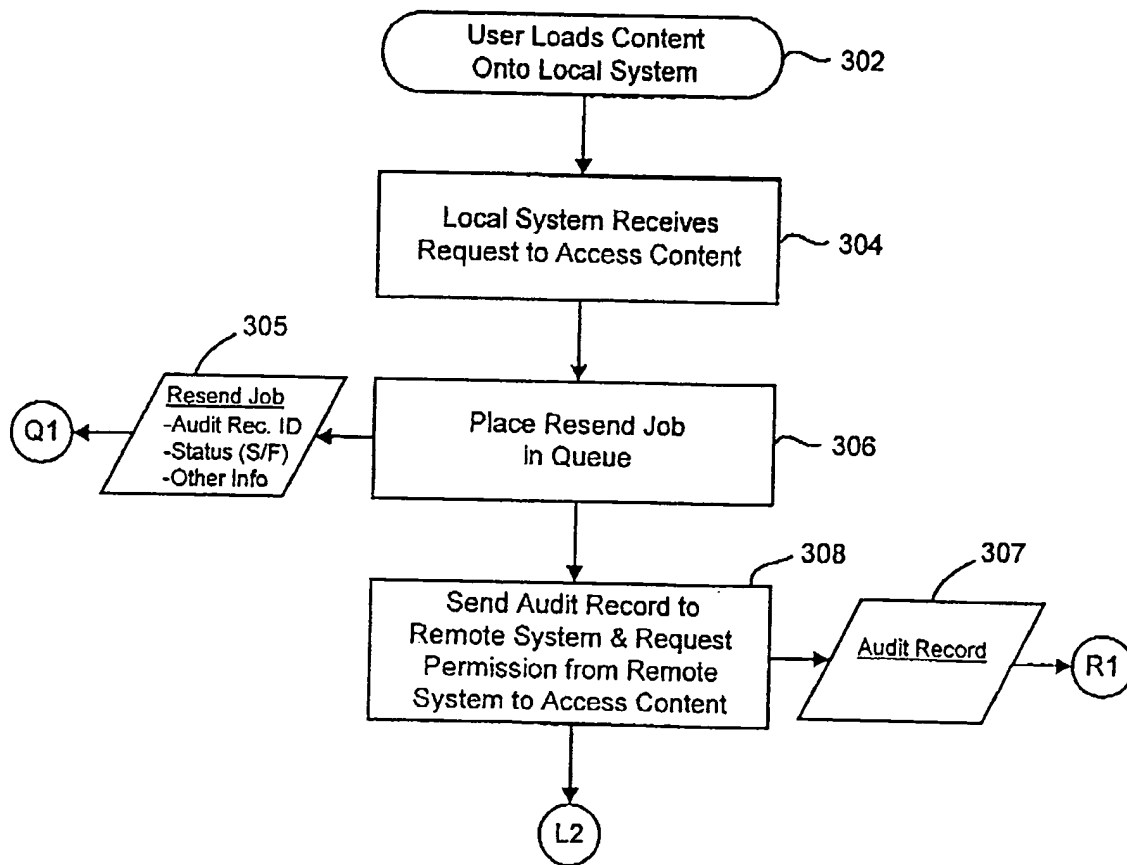 User Loads Content
Onto Local System
302
Local System Receives
Request to Access Content
304
305
Resend Job
-Audit Rec. ID
-Status (S/F)
-Other Info
Q1
Place Resend Job
in Queue
306
308
307
Send Audit Record to
Remote System & Request
Permission from Remote
System to Access Content
Audit Record
R1
L2